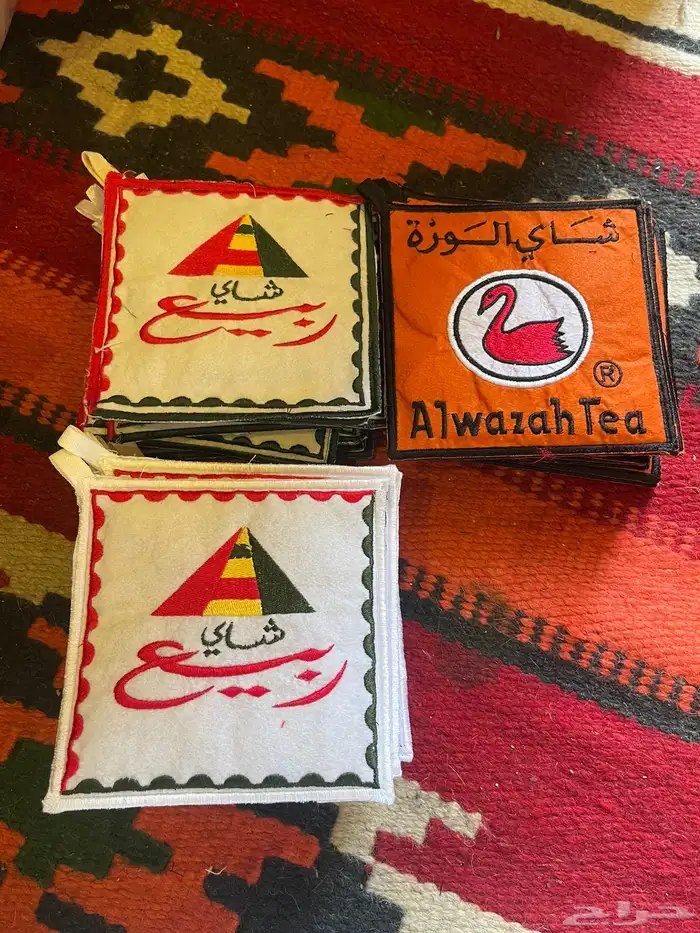 شاي
ربيع
شاي الوزة
®
Alwazah Tea
شاي
ربيع
حراج